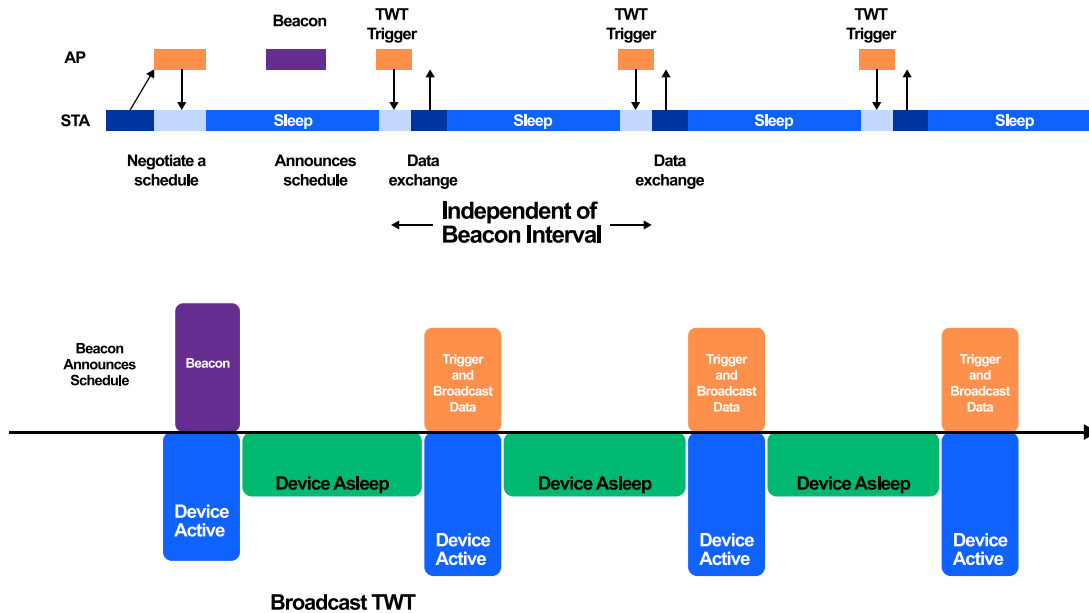 Beacon
TWT
Trigger
TWT
Trigger
TWT
Trigger
AP
STA
Sleep
Sleep
Sleep
Sleep
Negotiate a
schedule
Announces
schedule
Data
exchange
Data
exchange
Independent of
Beacon Interval
Beacon
Announces
Schedule
Beacon
Trigger
and
Broadcast
Data
Trigger
and
Broadcast
Data
Trigger
and
Broadcast
Data
Device Asleep
Device Asleep
Device Asleep
Device
Active
Device
Active
Device
Active
Device
Active
Broadcast TWT